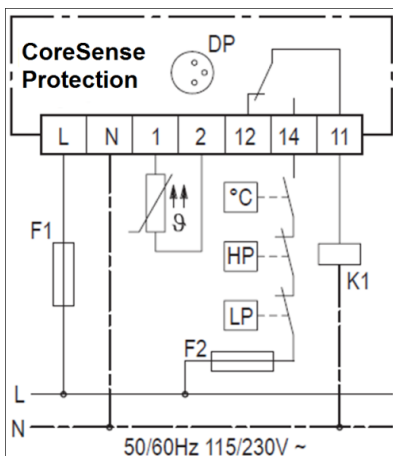 CoreSense DP
Protection
L N 1 2 12 14 11
°C
F1 ϑ
HP
K1
LP
F2
L
N
50/60Hz 115/230V ~